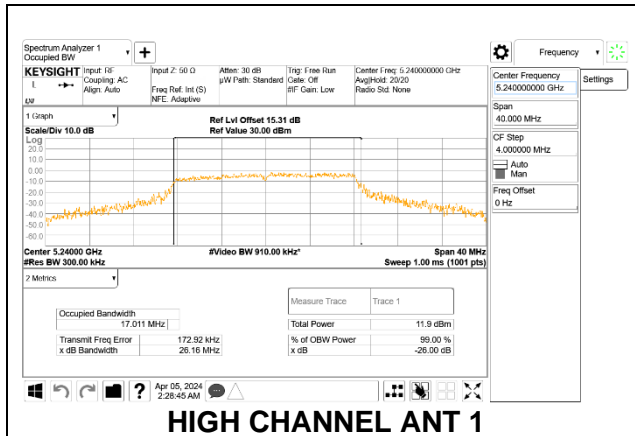 Spectrum Analyzer 1
Occupied BW
Frequency
KEYSIGHT
Input: RF
Coupling: AC
Align: Auto
Input Z: 50 Ω
Freq Ref: Int (S)
NFE: Adaptive
Atten: 30 dB
µW Path: Standard
Trig: Free Run
Gate: Off
#IF Gain: Low
Center Freq: 5.240000000 GHz
Avg|Hold: 20/20
Radio Std: None
L
Center Frequency
5.240000000 GHz
Settings
Span
40.000 MHz
CF Step
4.000000 MHz
Auto
Man
Freq Offset
0 Hz
1 Graph
Scale/Div 10.0 dB
Ref Lvl Offset 15.31 dB
Ref Value 30.00 dBm
Log
20.0
10.0
0.00
-10.0
-20.0
-30.0
-40.0
-50.0
-60.0
Center 5.24000 GHz
#Res BW 300.00 kHz
#Video BW 910.00 kHz*
Span 40 MHz
Sweep 1.00 ms (1001 pts)
2 Metrics
Measure Trace Trace 1
Occupied Bandwidth
17.011 MHz
Total Power 11.9 dBm
Transmit Freq Error 172.92 kHz
% of OBW Power 99.00 %
x dB Bandwidth 26.16 MHz
x dB -26.00 dB
?
Apr 05, 2024
2:28:45 AM
HIGH CHANNEL ANT 1